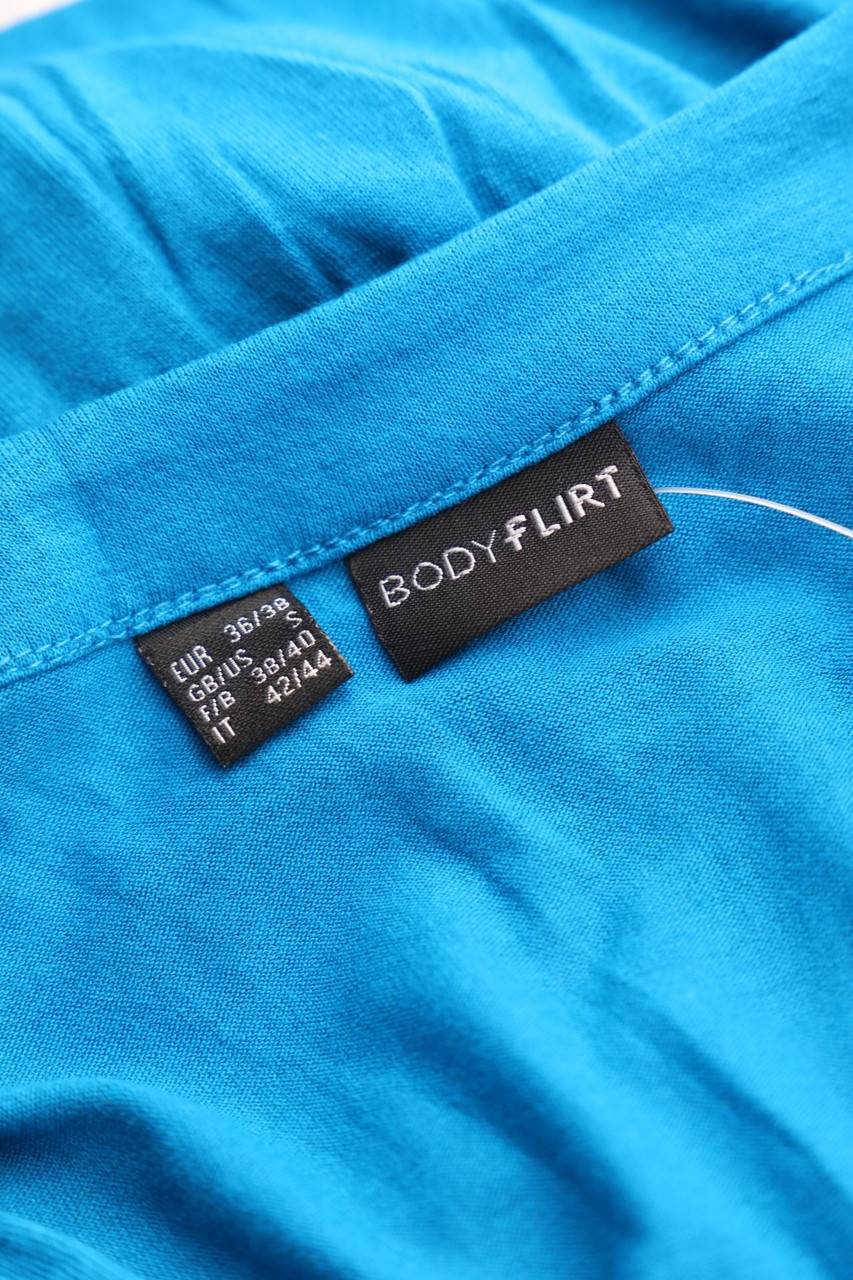 BODYFLIRT
EUR 36/38
GB/US S
F/B 38/40
IT 42/44